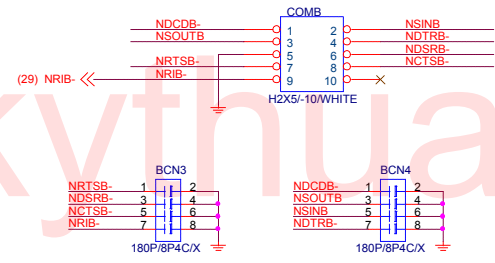 COMB
NDCDB- 1 2 NSINB
NSOUTB 3 4 NDTRB-
5 6 NDSRB-
NRTSB- 7 8 NCTSB-
(29) NRIB- NRIB- 9 10
H2X5/-10/WHITE
kythua
BCN3
NRTSB- 1 2
NDSRB- 3 4
NCTSB- 5 6
NRIB- 7 8
180P/8P4C/X
BCN4
NDCDB- 1 2
NSOUTB 3 4
NSINB 5 6
NDTRB- 7 8
180P/8P4C/X